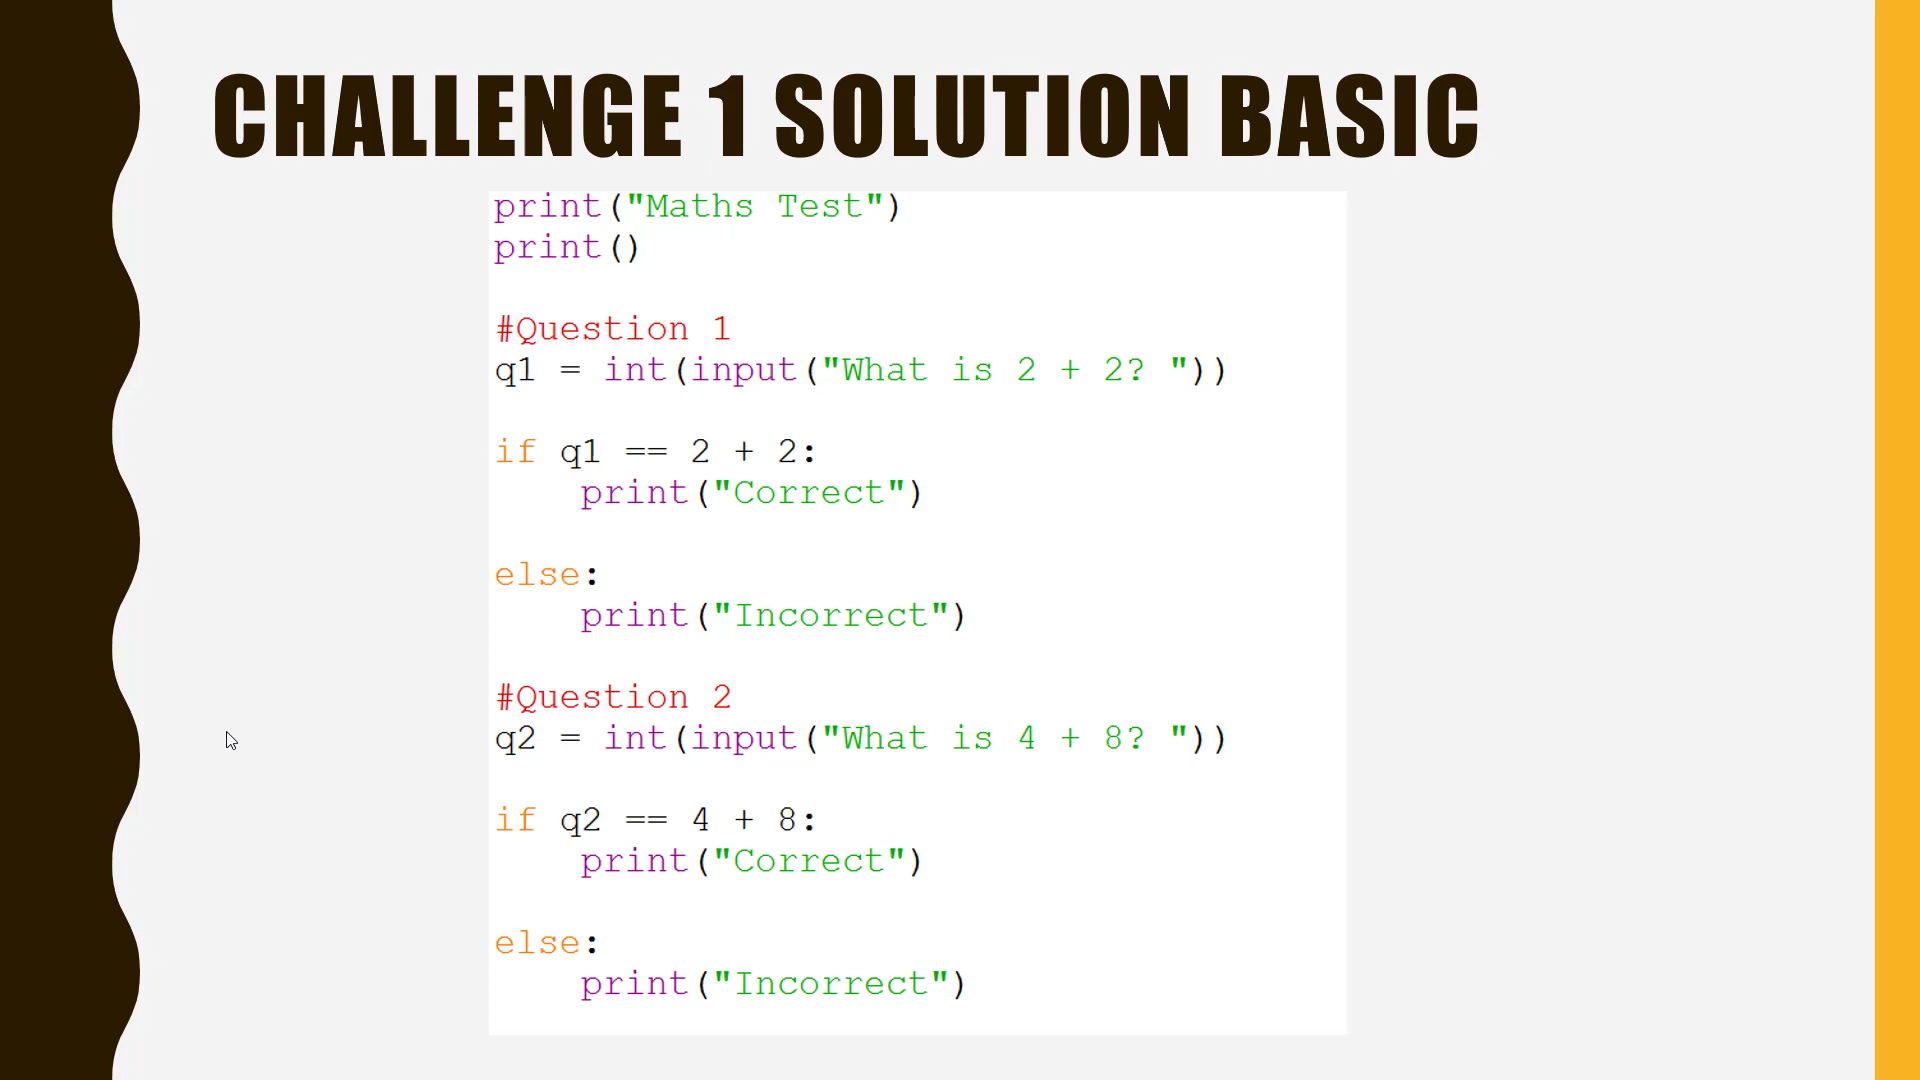 CHALLENGE 1 SOLUTION BASIC
print("Maths Test")
print()
#Question 1
q1 = int(input("What is 2 + 2? "))
if q1 == 2 + 2:
    print("Correct")
else:
    print("Incorrect")
#Question 2
q2 = int(input("What is 4 + 8? "))
if q2 == 4 + 8:
    print("Correct")
else:
    print("Incorrect")